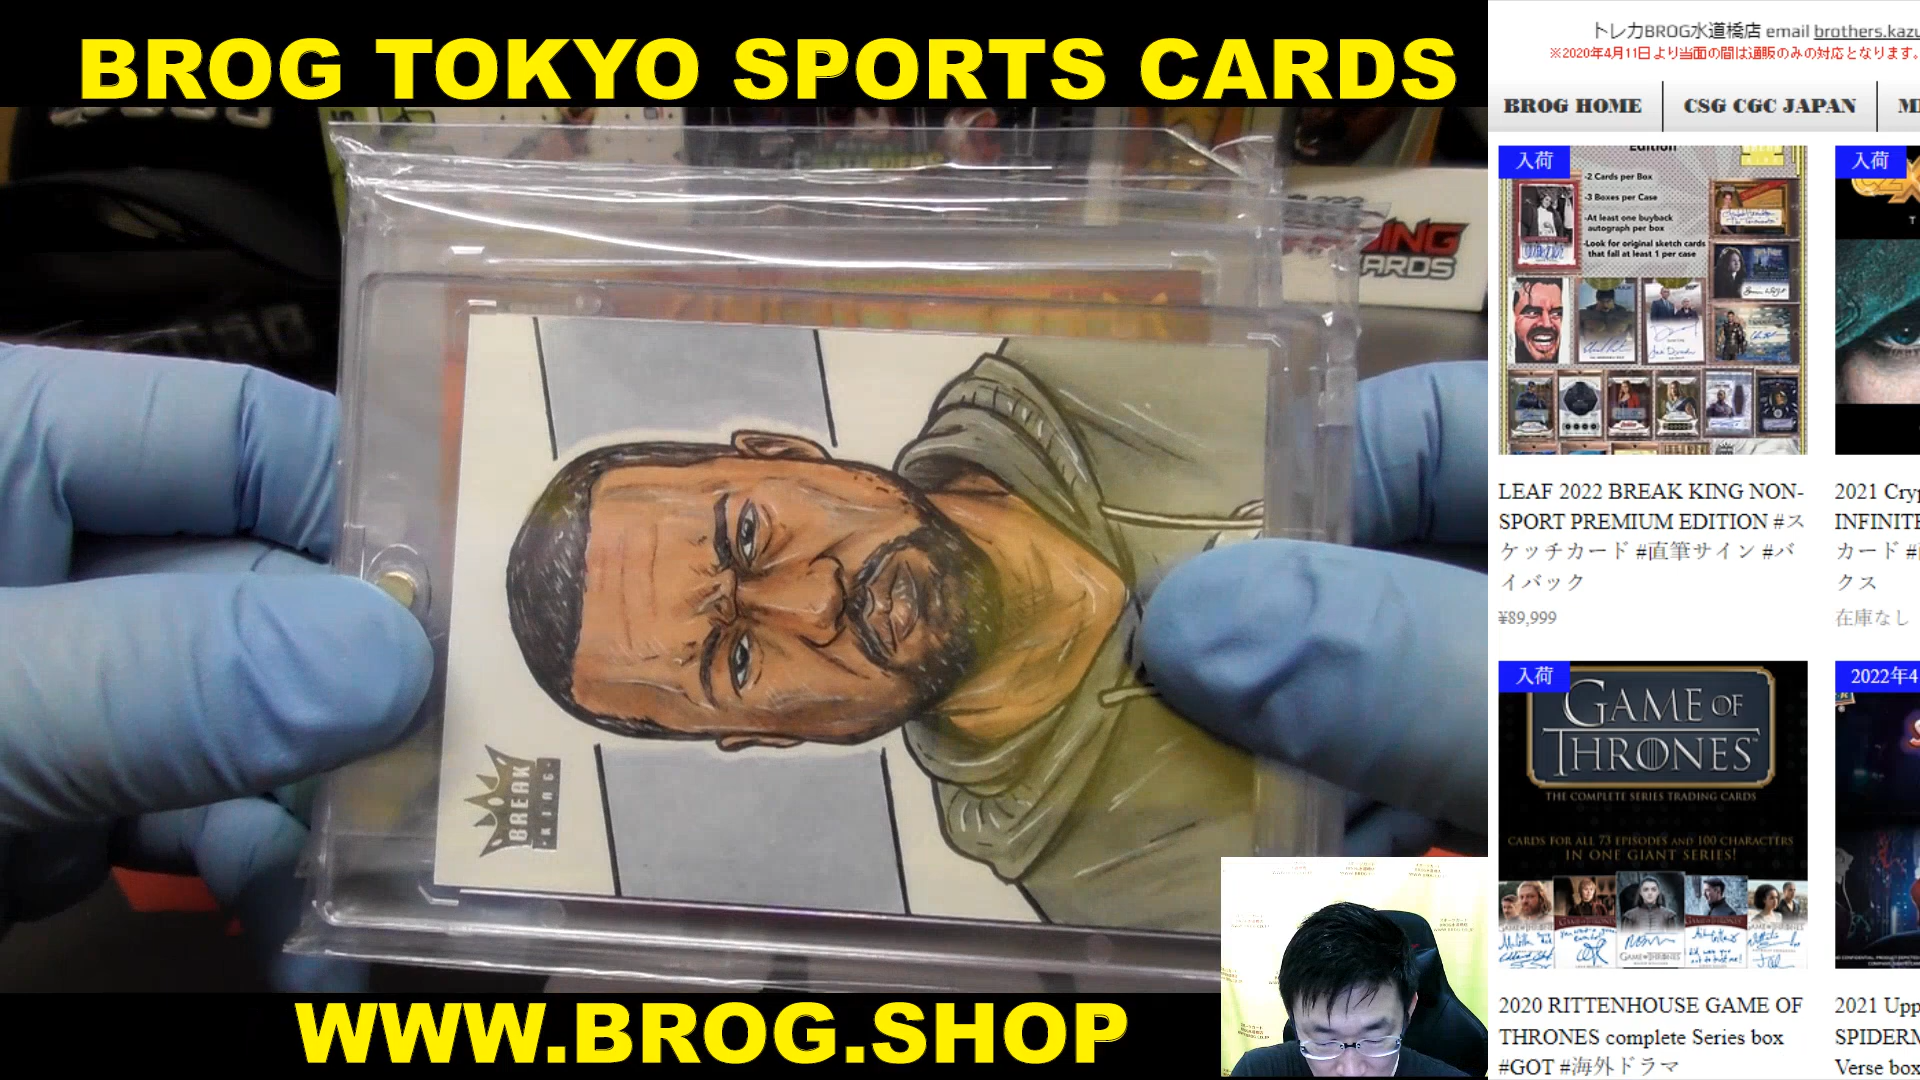 BROG TOKYO SPORTS CARDS
BREAK
KING
WWW.BROG.SHOP
トレカBROG水道橋店 email brothers.kazu
※2020年4月11日より当面の間は通販のみの対応となります。
BROG HOME
CSG CGC JAPAN
入荷
Edition
-2 Cards per Box
-3 Boxes per Case
-At least one buyback
autograph per box
-Look for original sketch cards
that fall at least 1 per case
LEAF 2022 BREAK KING NON-
SPORT PREMIUM EDITION #ス
ケッチカード #直筆サイン #バ
イバック
¥89,999
入荷
2021 Cryp
INFINITE
カード #
クス
在庫なし
入荷
GAME OF
THRONES
THE COMPLETE SERIES TRADING CARDS
CARDS FOR ALL 73 EPISODES AND 100 CHARACTERS
IN ONE GIANT SERIES!
2020 RITTENHOUSE GAME OF
THRONES complete Series box
#GOT #海外ドラマ
2022年4
2021 Upp
SPIDERM
Verse box